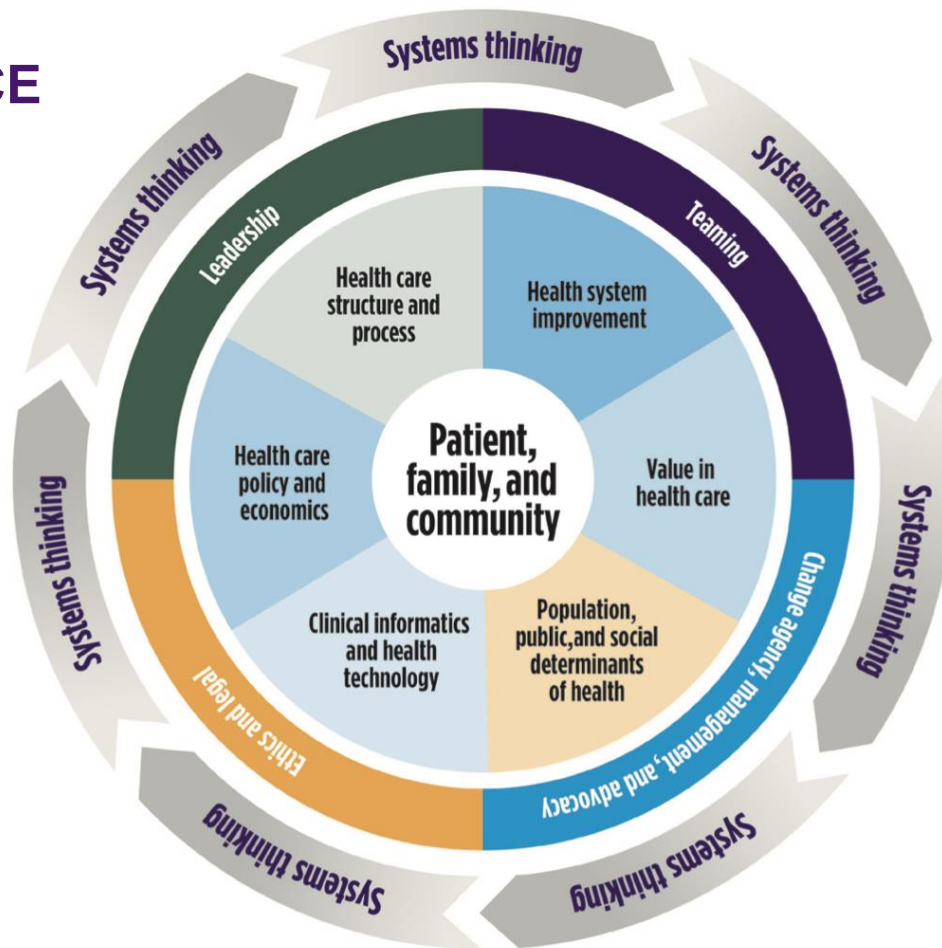 CE
Systems thinking
Systems thinking
Systems thinking
Systems thinking
Systems thinking
Systems thinking
Systems thinking
Systems thinking
Leadership
Teaming
Change agency, management, and advocacy
Ethics and legal
Health care
structure and
process
Health system
improvement
Value in
health care
Population,
public,and social
determinants
of health
Clinical informatics
and health
technology
Health care
policy and
economics
Patient,
family, and
community